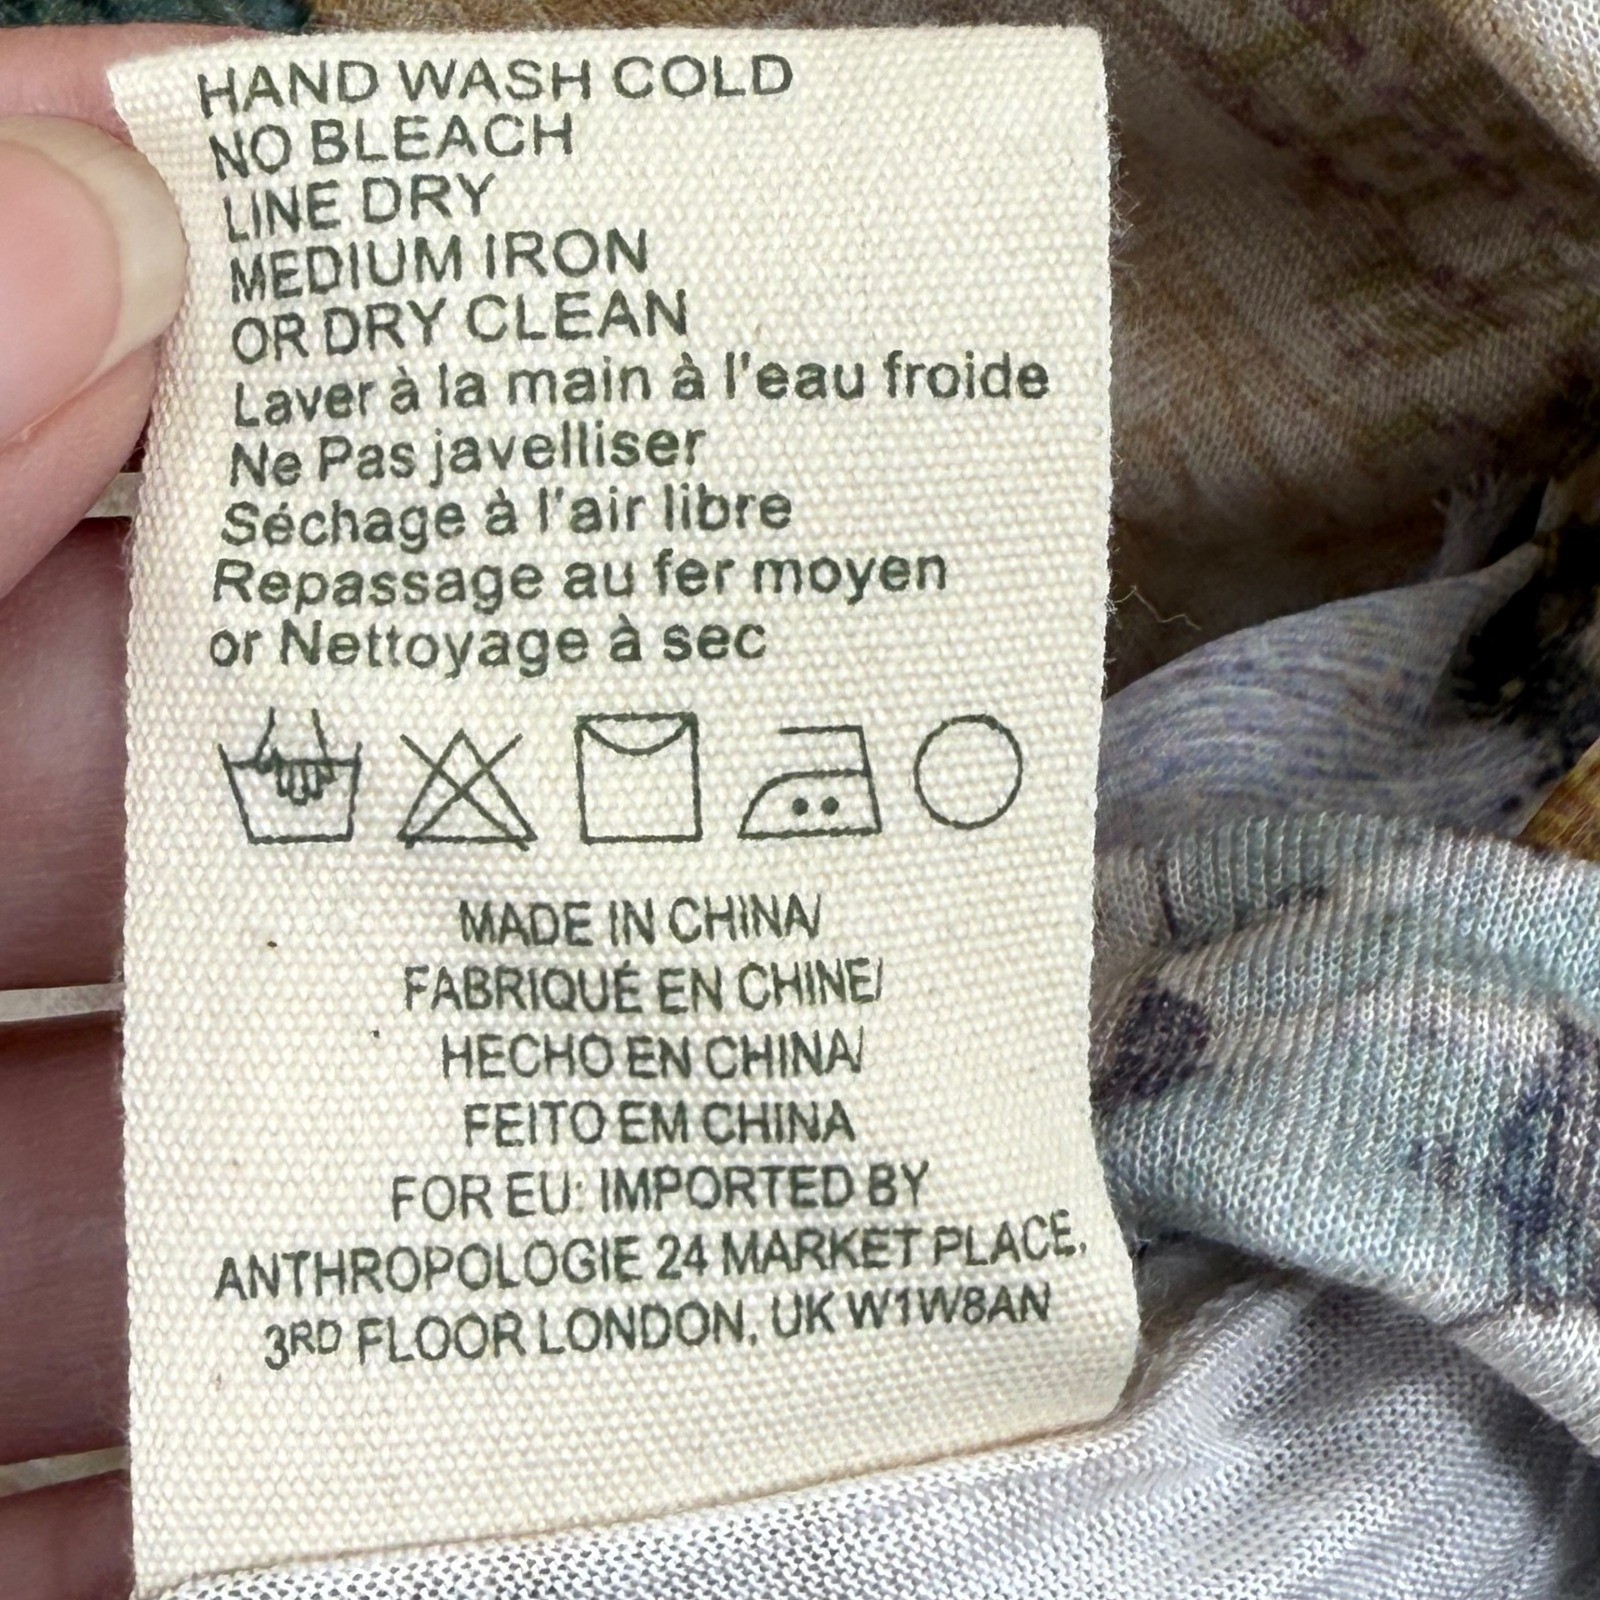 HAND WASH COLD
NO BLEACH
LINE DRY
MEDIUM IRON
OR DRY CLEAN
Laver à la main à l'eau froide
Ne Pas javelliser
Séchage à l'air libre
Repassage au fer moyen
or Nettoyage à sec
MADE IN CHINA/
FABRIQUÉ EN CHINE/
HECHO EN CHINA/
FEITO EM CHINA
FOR EU: IMPORTED BY
ANTHROPOLOGIE 24 MARKET PLACE,
3RD FLOOR LONDON, UK W1W8AN